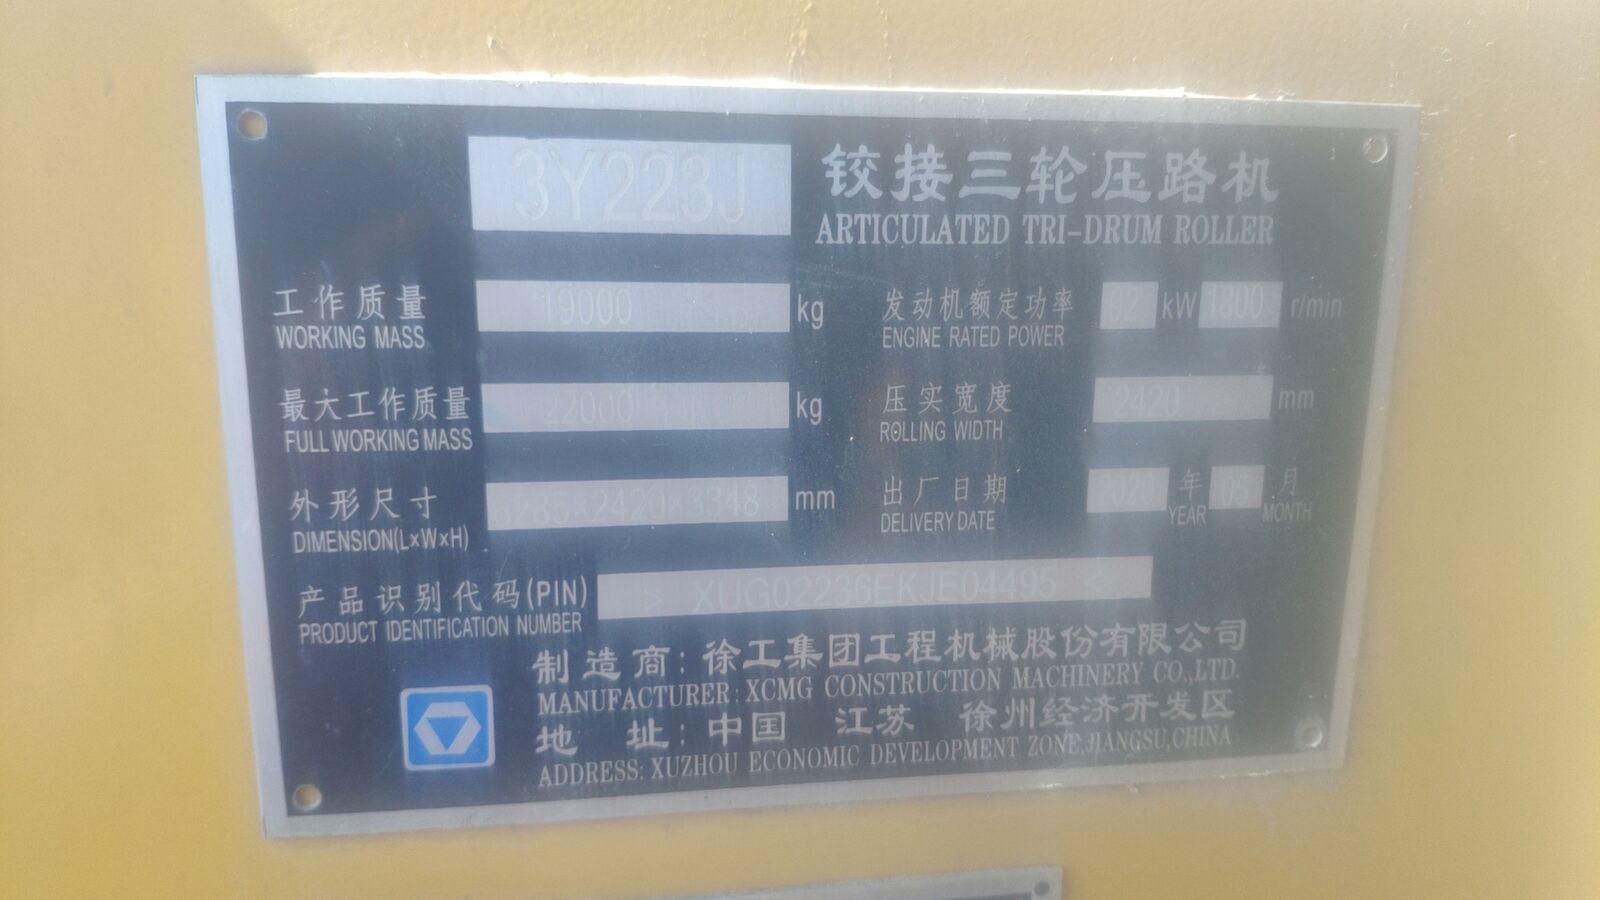 3Y223J 铰接三轮压路机
ARTICULATED TRI-DRUM ROLLER
工作质量 19000 kg
WORKING MASS
发动机额定功率 92 kW 1800 r/min
ENGINE RATED POWER
最大工作质量 22000 kg
FULL WORKING MASS
压实宽度 2420 mm
ROLLING WIDTH
外形尺寸 6285×2420×3348 mm
DIMENSION(L×W×H)
出厂日期 2020 年 05 月
DELIVERY DATE YEAR MONTH
产品识别代码(PIN) > XUG02236EKJE04495 <
PRODUCT IDENTIFICATION NUMBER
制造商:徐工集团工程机械股份有限公司
MANUFACTURER: XCMG CONSTRUCTION MACHINERY CO.,LTD.
地 址:中国 江苏 徐州经济开发区
ADDRESS: XUZHOU ECONOMIC DEVELOPMENT ZONE,JIANGSU,CHINA